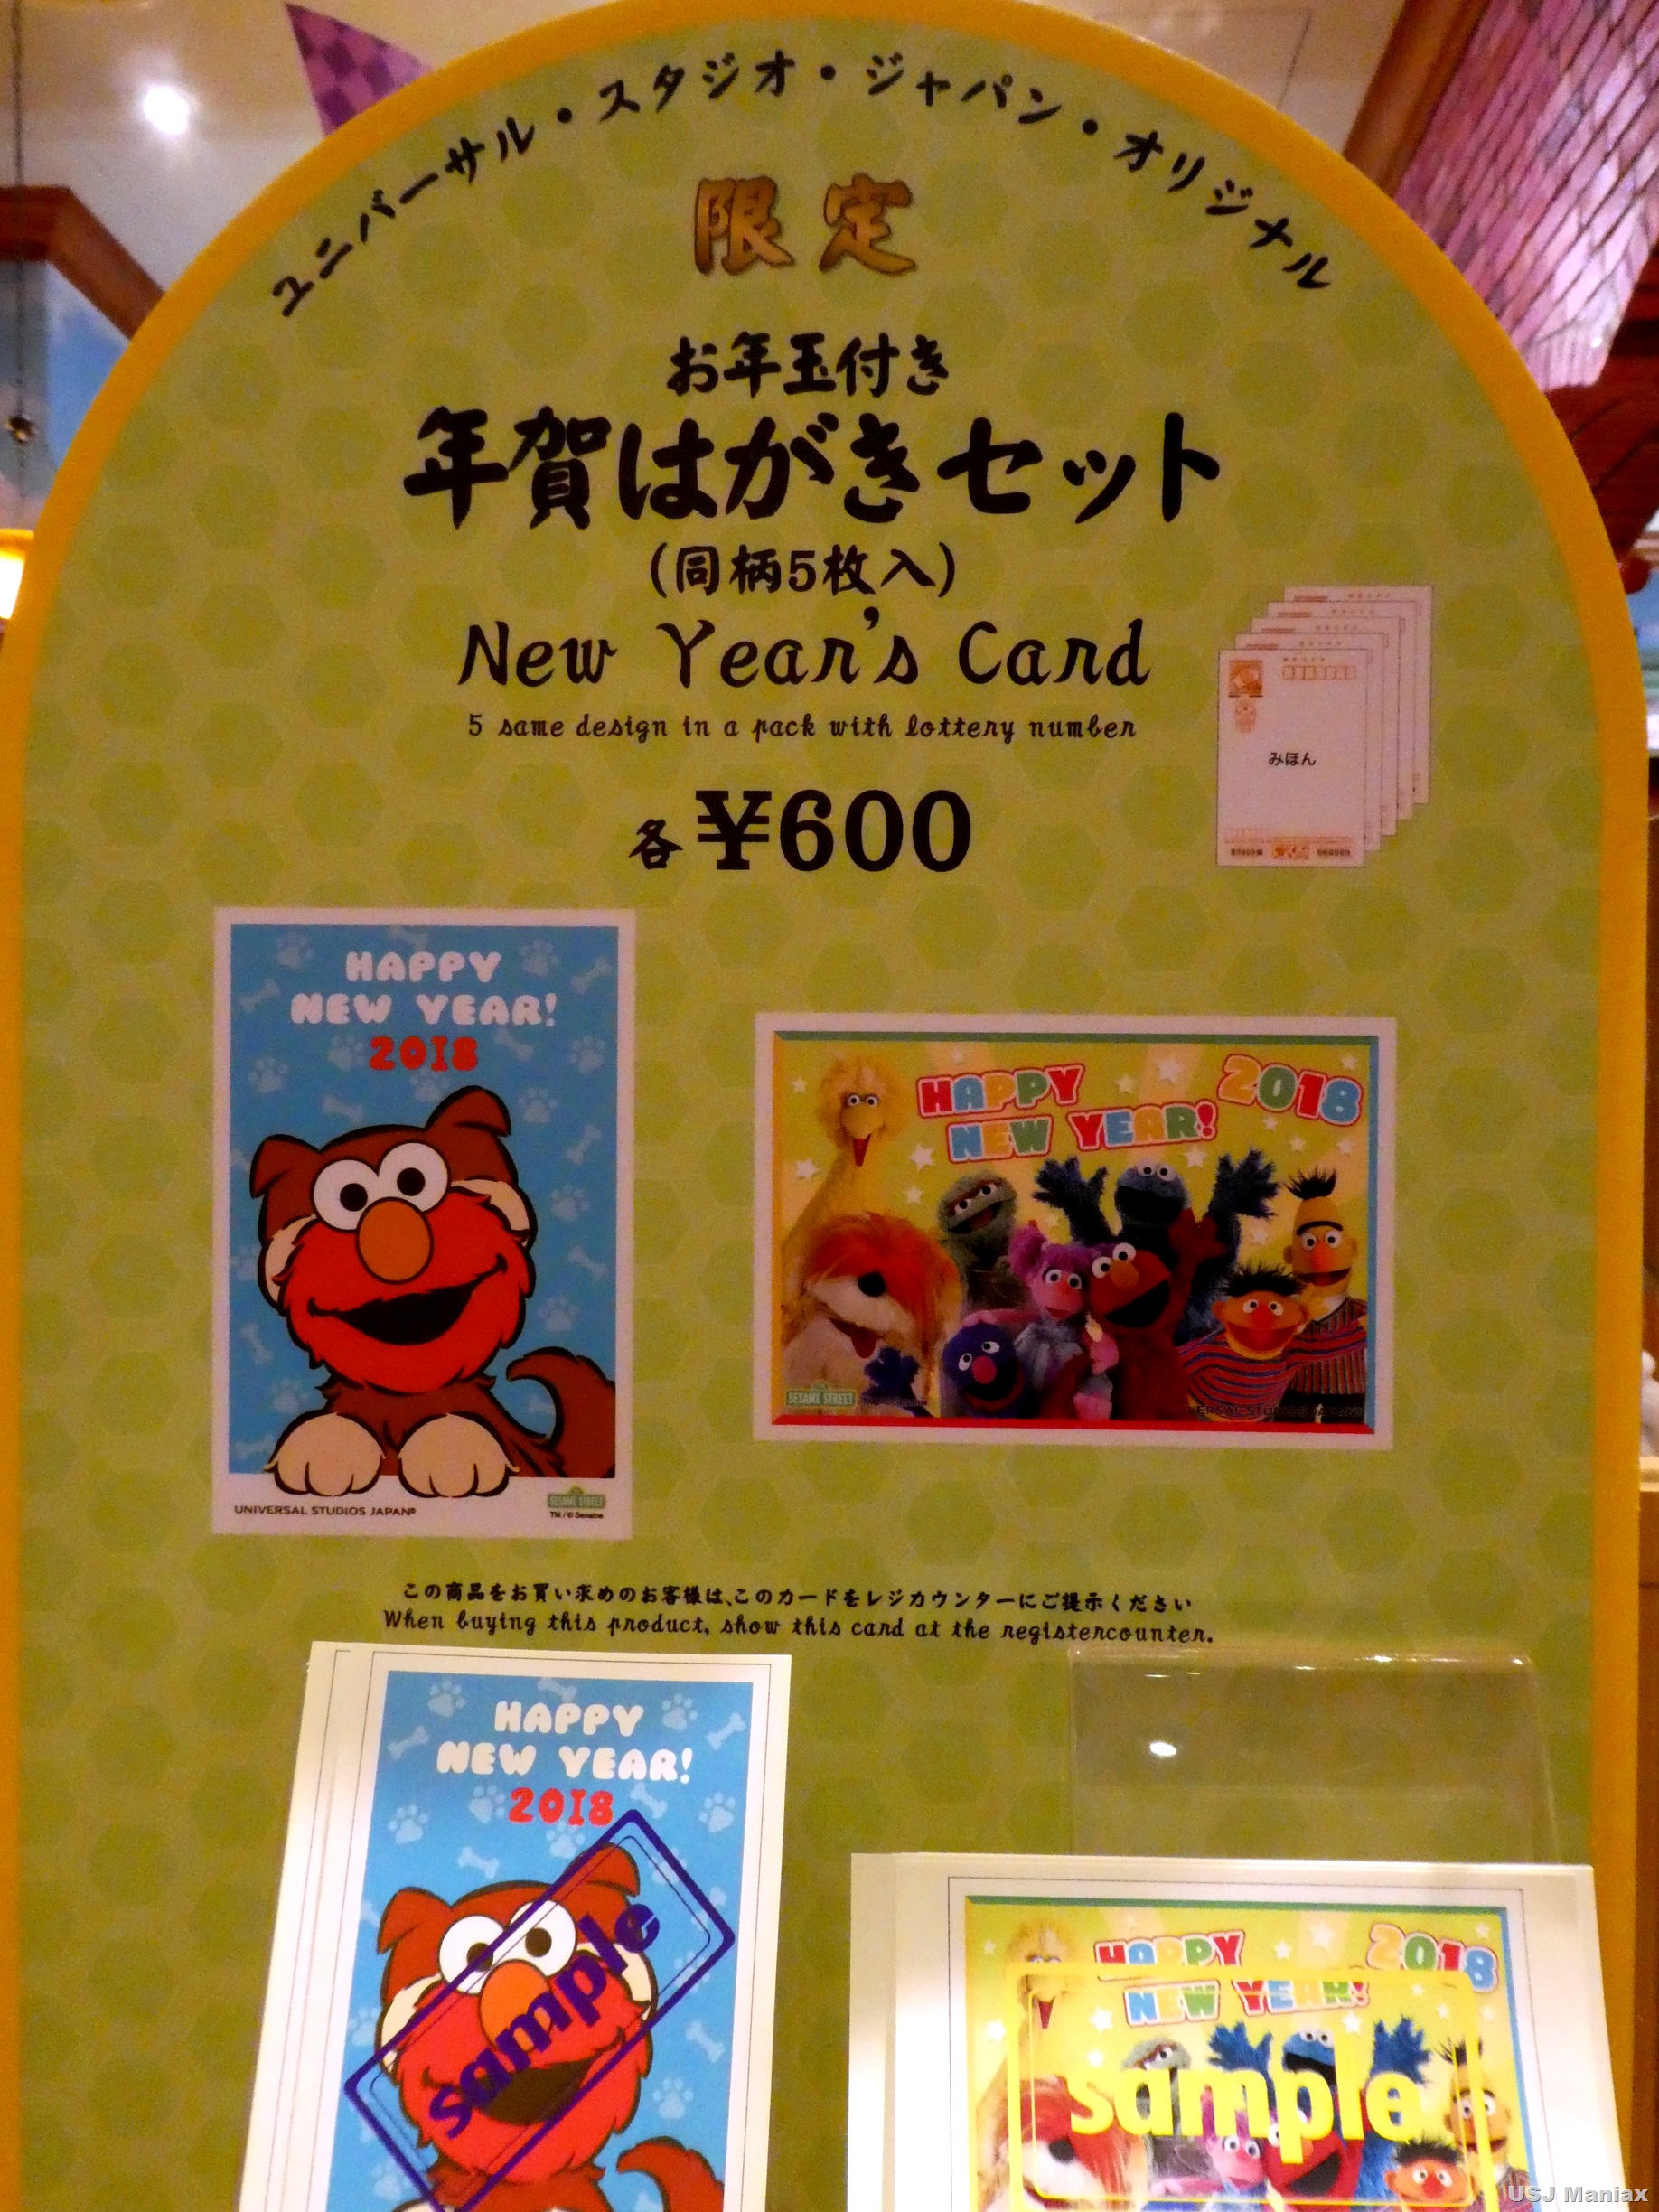 ユニバーサル・スタジオ・ジャパン・オリジナル
限定
お年玉付き
年賀はがきセット
(同柄5枚入)
New Year's Card
5 same design in a pack with lottery number
みほん
各¥600
HAPPY
NEW YEAR!
2018
UNIVERSAL STUDIOS JAPAN®
SESAME STREET
TM/© Sesame
HAPPY
NEW YEAR!
2018
SESAME STREET
UNIVERSAL STUDIOS JAPAN
この商品をお買い求めのお客様は、このカードをレジカウンターにご提示ください
When buying this product, show this card at the registercounter.
HAPPY
NEW YEAR!
2018
sample
HAPPY
NEW YEAR!
2018
sample
USJ Maniax